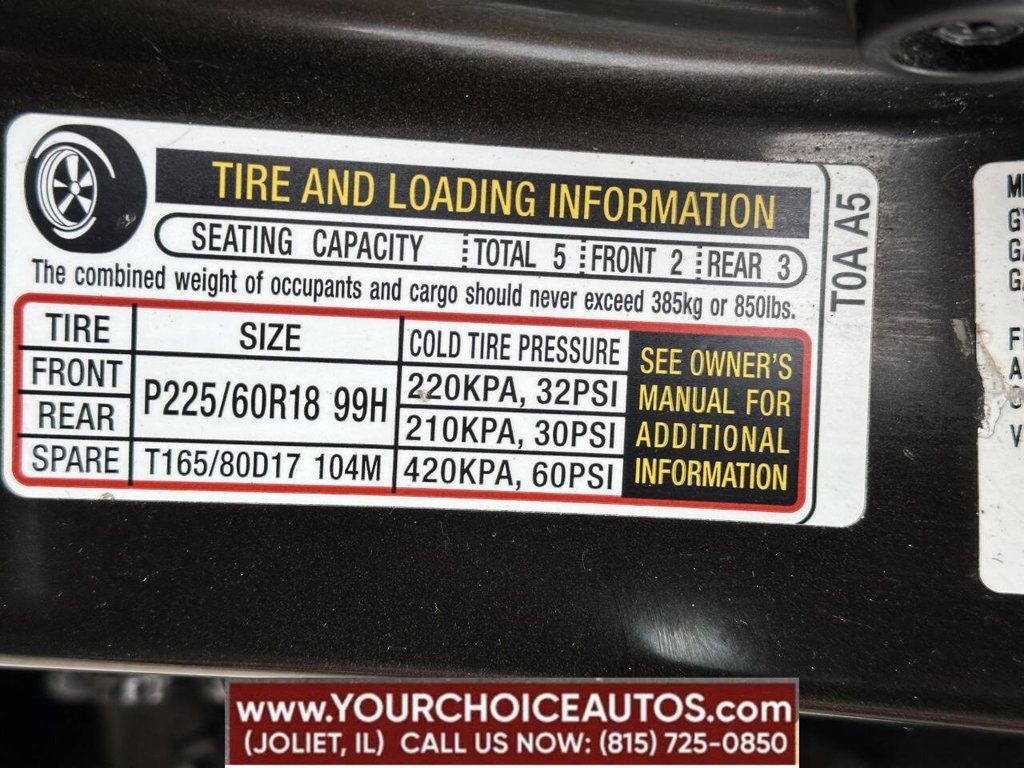 TIRE AND LOADING INFORMATION
SEATING CAPACITY TOTAL 5 FRONT 2 REAR 3
The combined weight of occupants and cargo should never exceed 385kg or 850lbs.
TIRE SIZE COLD TIRE PRESSURE
FRONT P225/60R18 99H 220KPA, 32PSI
REAR 210KPA, 30PSI
SPARE T165/80D17 104M 420KPA, 60PSI
SEE OWNER'S
MANUAL FOR
ADDITIONAL
INFORMATION
T0A A5
www.YOURCHOICEAUTOS.com
(JOLIET, IL) CALL US NOW: (815) 725-0850